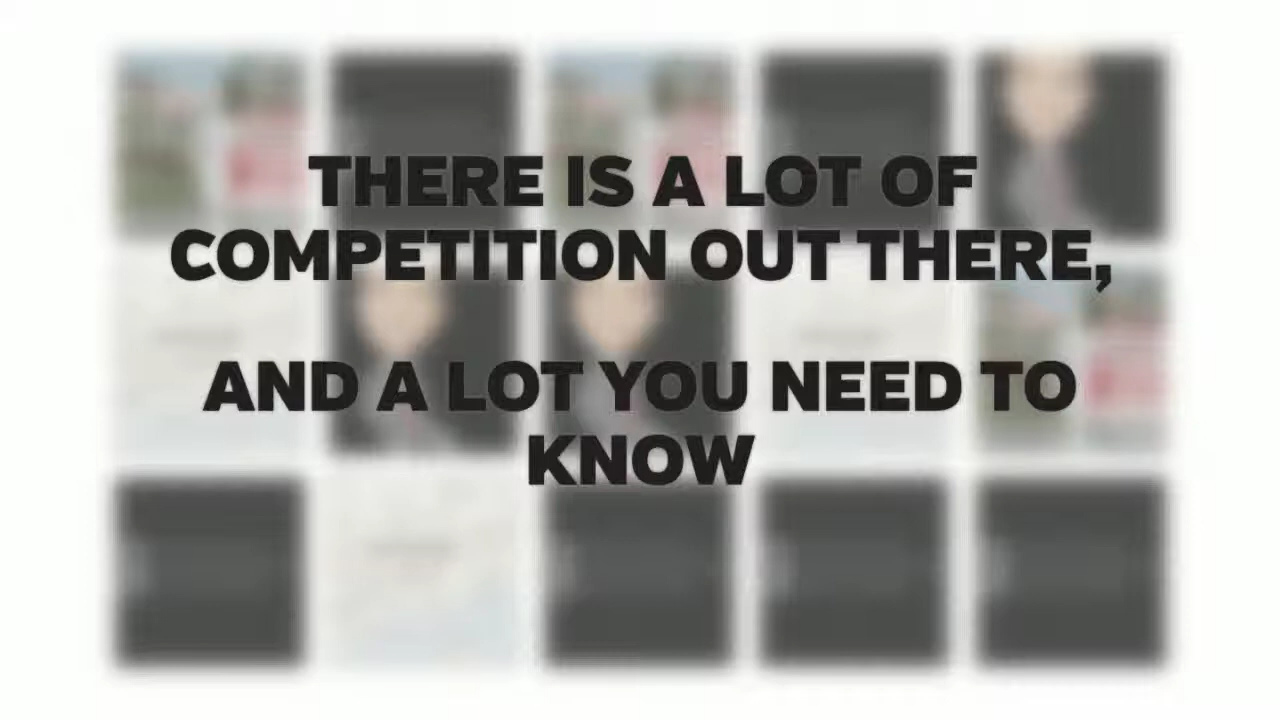 THERE IS A LOT OF
COMPETITION OUT THERE,
AND A LOT YOU NEED TO
KNOW